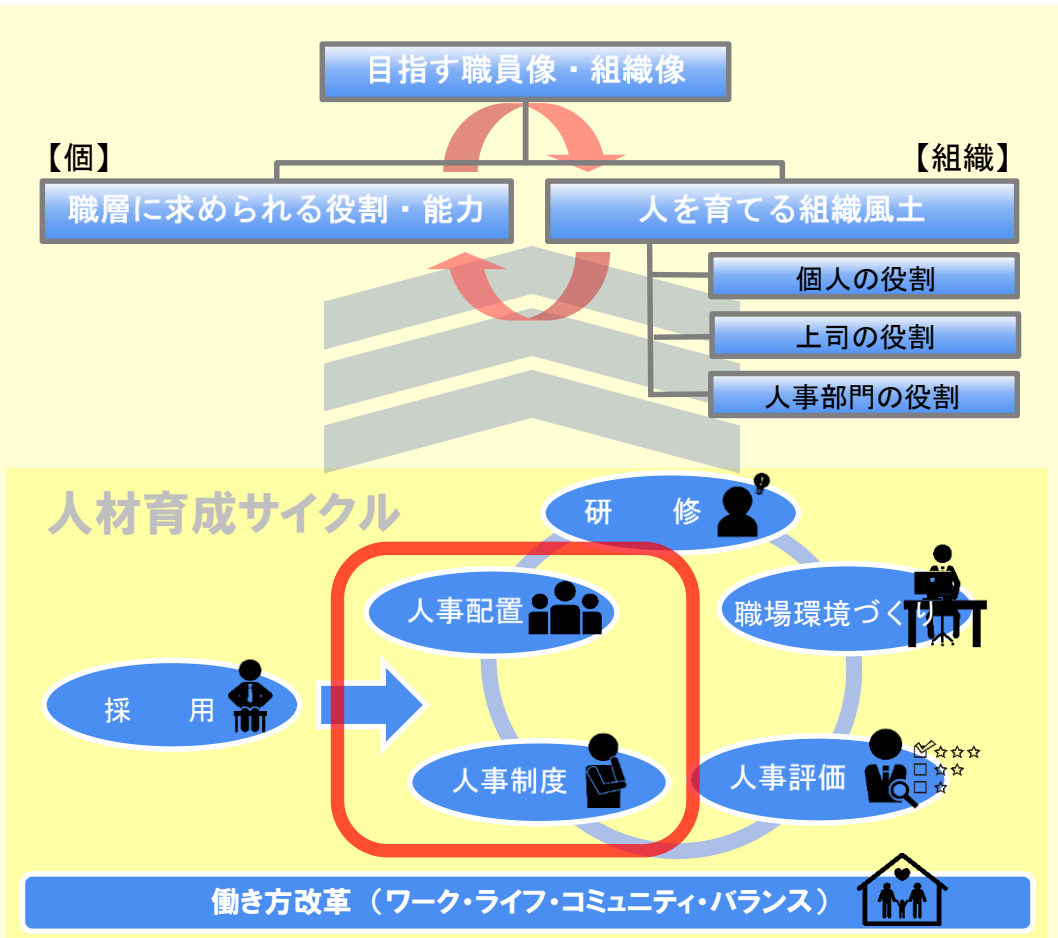 目指す職員像・組織像
【個】
【組織】
職層に求められる役割・能力
人を育てる組織風土
個人の役割
上司の役割
人事部門の役割
人材育成サイクル
研　修
人事配置
職場環境づくり
採　用
人事制度
人事評価
働き方改革（ワーク・ライフ・コミュニティ・バランス）